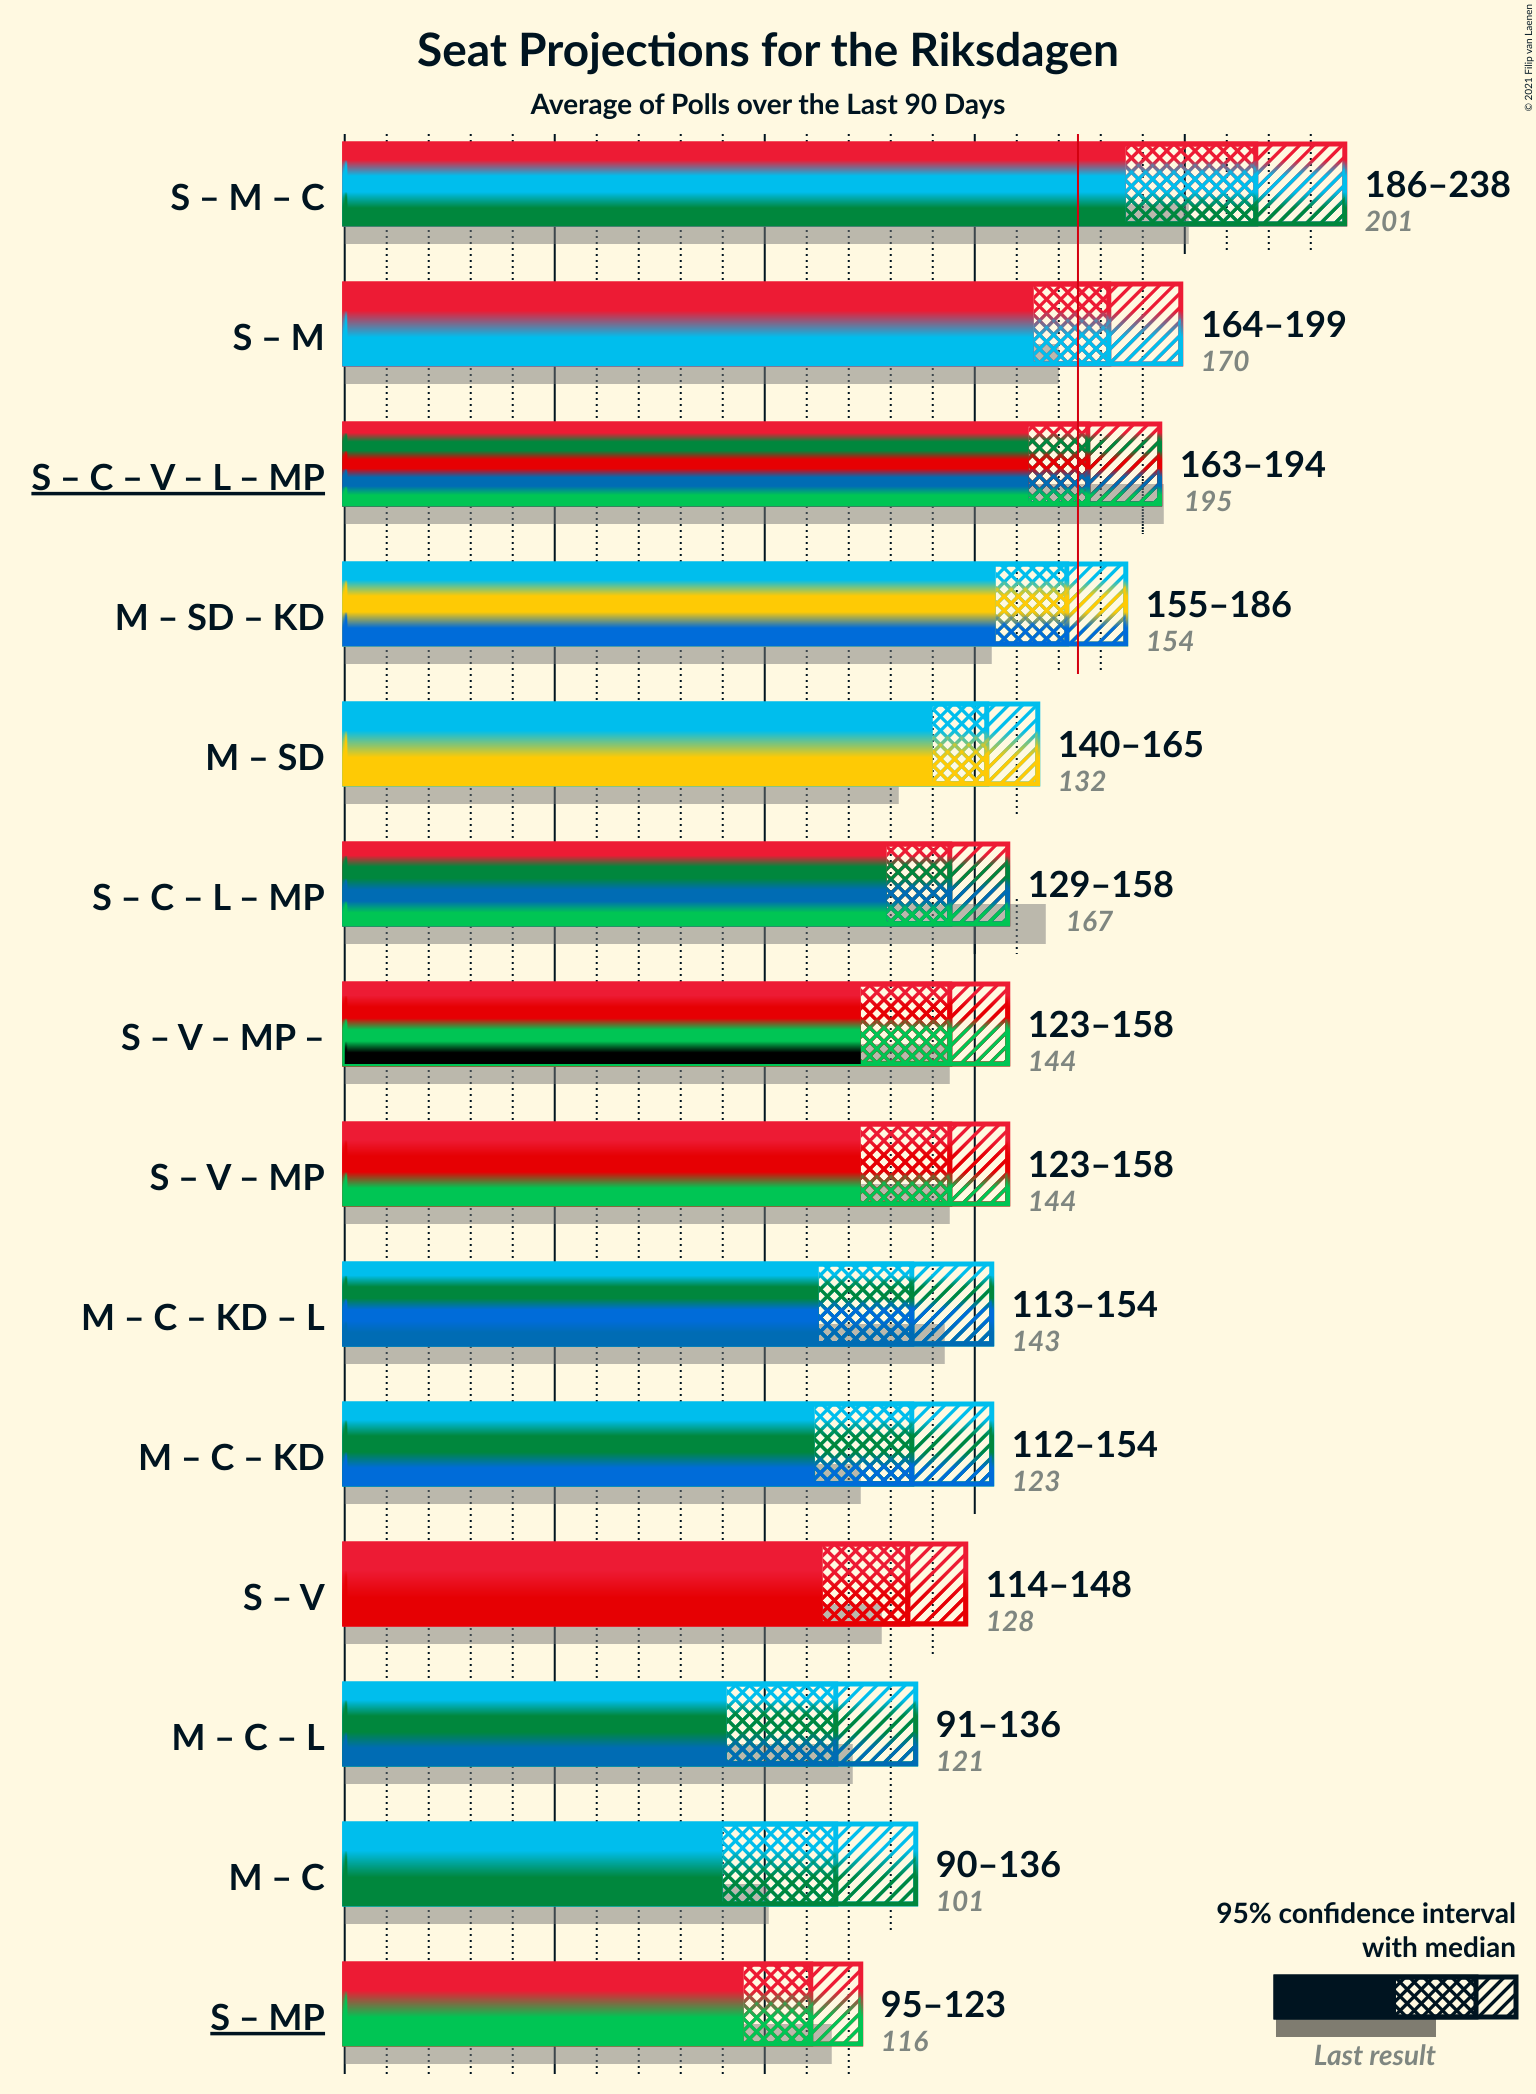 Seat Projections for the Riksdagen
Average of Polls over the Last 90 Days
© 2021 Filip van Laenen
S – M – C
186–238
201
S – M
164–199
170
S – C – V – L – MP
163–194
195
M – SD – KD
155–186
154
M – SD
140–165
132
S – C – L – MP
129–158
167
S – V – MP –
123–158
144
S – V – MP
123–158
144
M – C – KD – L
113–154
143
M – C – KD
112–154
123
S – V
114–148
128
M – C – L
91–136
121
M – C
90–136
101
S – MP
95–123
116
95% confidence interval
with median
Last result